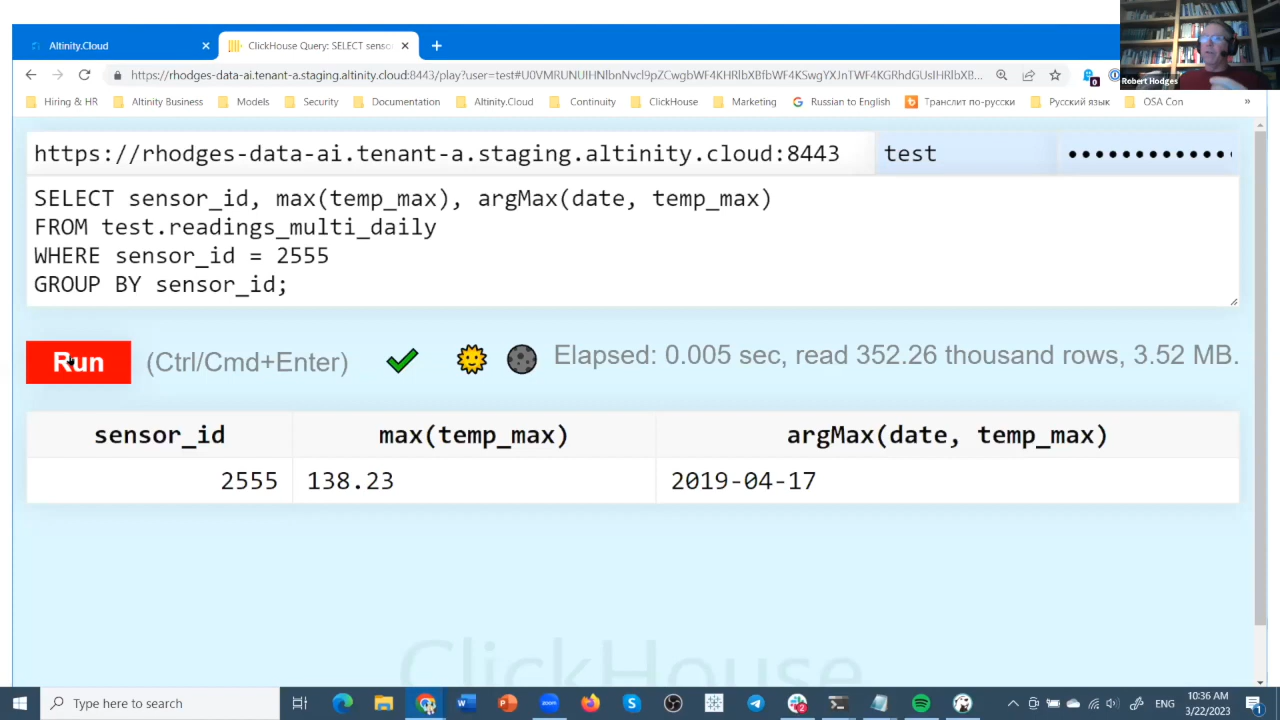 Altinity.Cloud
ClickHouse Query: SELECT senso
https://rhodges-data-ai.tenant-a.staging.altinity.cloud:8443/play?user=test#
Robert Hodges
Hiring & HR
Altinity Business
Models
Security
Documentation
Altinity.Cloud
Continuity
ClickHouse
Marketing
Russian to English
Транслит по-русски
Русский язык
OSA Con
»
https://rhodges-data-ai.tenant-a.staging.altinity.cloud:8443
test
SELECT sensor_id, max(temp_max), argMax(date, temp_max)
FROM test.readings_multi_daily
WHERE sensor_id = 2555
GROUP BY sensor_id;
Run
(Ctrl/Cmd+Enter)
Elapsed: 0.005 sec, read 352.26 thousand rows, 3.52 MB.
sensor_id max(temp_max) argMax(date, temp_max)
2555 138.23 2019-04-17
ClickHouse
Type here to search
ENG
10:36 AM
3/22/2023